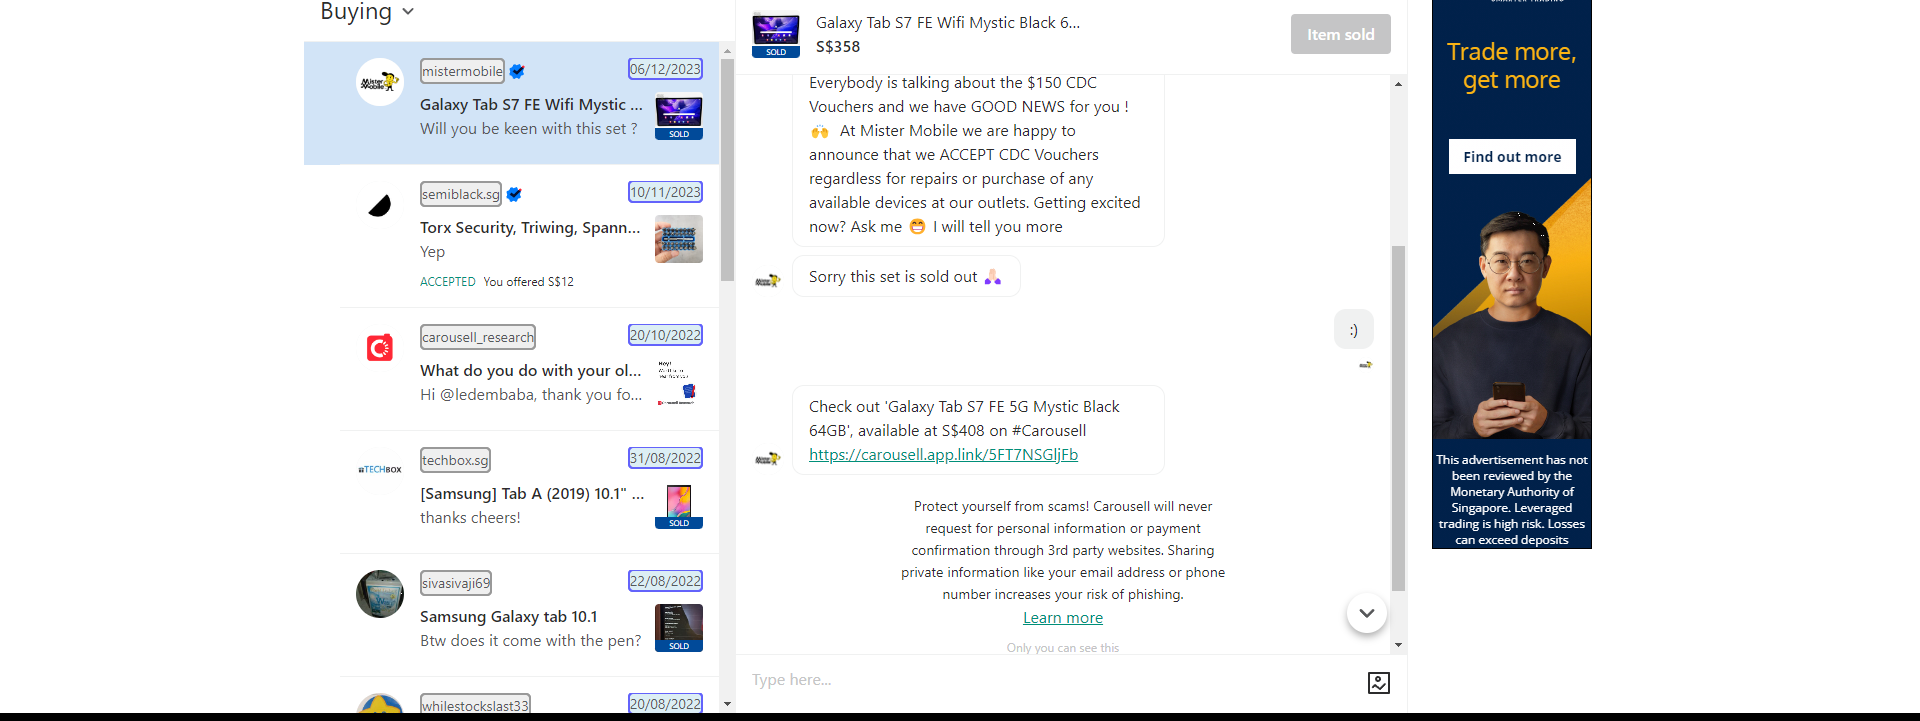 Buying
mistermobile
06/12/2023
Galaxy Tab S7 FE Wifi Mystic ...
Will you be keen with this set ?
SOLD
semiblack.sg
10/11/2023
Torx Security, Triwing, Spann...
Yep
ACCEPTED You offered S$12
carousell_research
20/10/2022
What do you do with your ol...
Hi @ledembaba, thank you fo...
Hey!
techbox.sg
31/08/2022
TECHBOX
[Samsung] Tab A (2019) 10.1" ...
thanks cheers!
SOLD
sivasivaji69
22/08/2022
Samsung Galaxy tab 10.1
Btw does it come with the pen?
SOLD
whilestockslast33
20/08/2022
Galaxy Tab S7 FE Wifi Mystic Black 6...
S$358
SOLD
Item sold
Everybody is talking about the $150 CDC
Vouchers and we have GOOD NEWS for you !
🙌 At Mister Mobile we are happy to
announce that we ACCEPT CDC Vouchers
regardless for repairs or purchase of any
available devices at our outlets. Getting excited
now? Ask me 😁 I will tell you more
Sorry this set is sold out 🙏🏻
:)
Check out 'Galaxy Tab S7 FE 5G Mystic Black
64GB', available at S$408 on #Carousell
https://carousell.app.link/5FT7NSGljFb
Protect yourself from scams! Carousell will never
request for personal information or payment
confirmation through 3rd party websites. Sharing
private information like your email address or phone
number increases your risk of phishing.
Learn more
Only you can see this
Type here...
Trade more,
get more
Find out more
This advertisement has not
been reviewed by the
Monetary Authority of
Singapore. Leveraged
trading is high risk. Losses
can exceed deposits